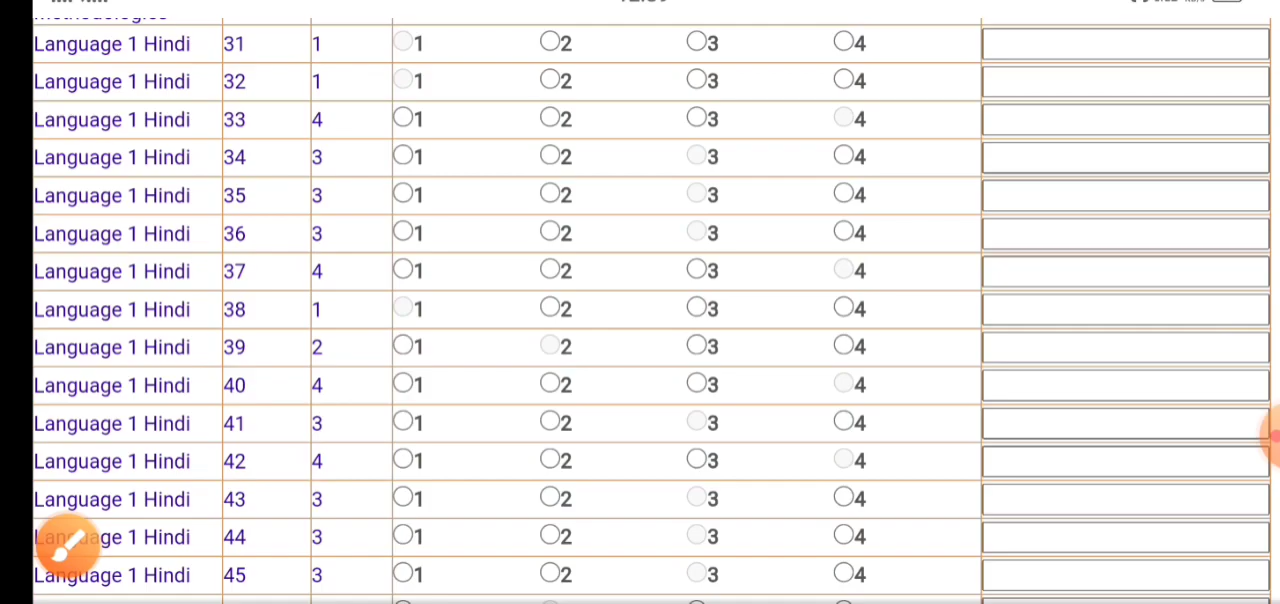 Language 1 Hindi 31 1 1 2 3 4
Language 1 Hindi 32 1 1 2 3 4
Language 1 Hindi 33 4 1 2 3 4
Language 1 Hindi 34 3 1 2 3 4
Language 1 Hindi 35 3 1 2 3 4
Language 1 Hindi 36 3 1 2 3 4
Language 1 Hindi 37 4 1 2 3 4
Language 1 Hindi 38 1 1 2 3 4
Language 1 Hindi 39 2 1 2 3 4
Language 1 Hindi 40 4 1 2 3 4
Language 1 Hindi 41 3 1 2 3 4
Language 1 Hindi 42 4 1 2 3 4
Language 1 Hindi 43 3 1 2 3 4
Language 1 Hindi 44 3 1 2 3 4
Language 1 Hindi 45 3 1 2 3 4